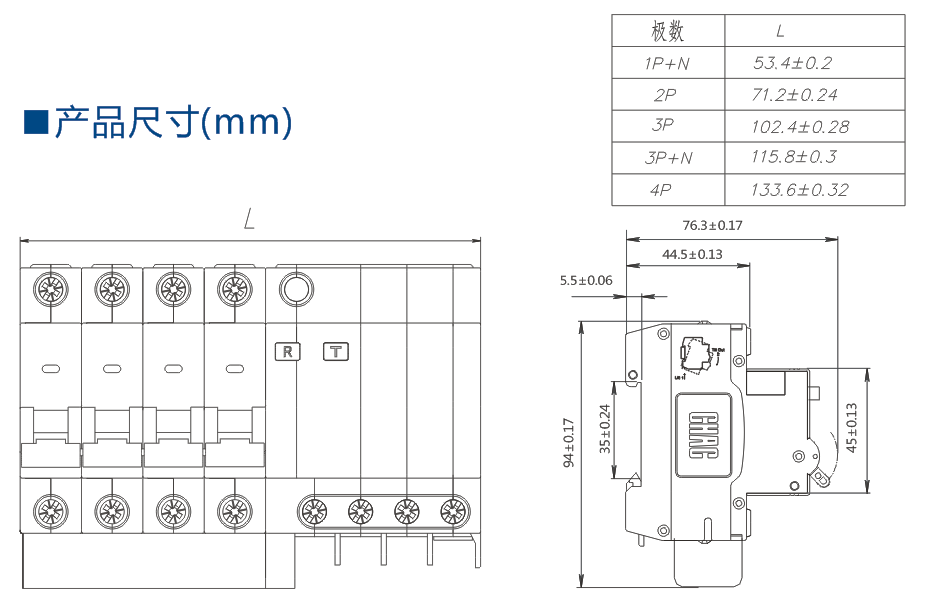 极数 L
1P+N 53.4±0.2
2P 71.2±0.24
3P 102.4±0.28
3P+N 115.8±0.3
4P 133.6±0.32
■产品尺寸(mm)
L
76.3±0.17
44.5±0.13
5.5±0.06
R T
94±0.17
35±0.24
45±0.13
CHAC